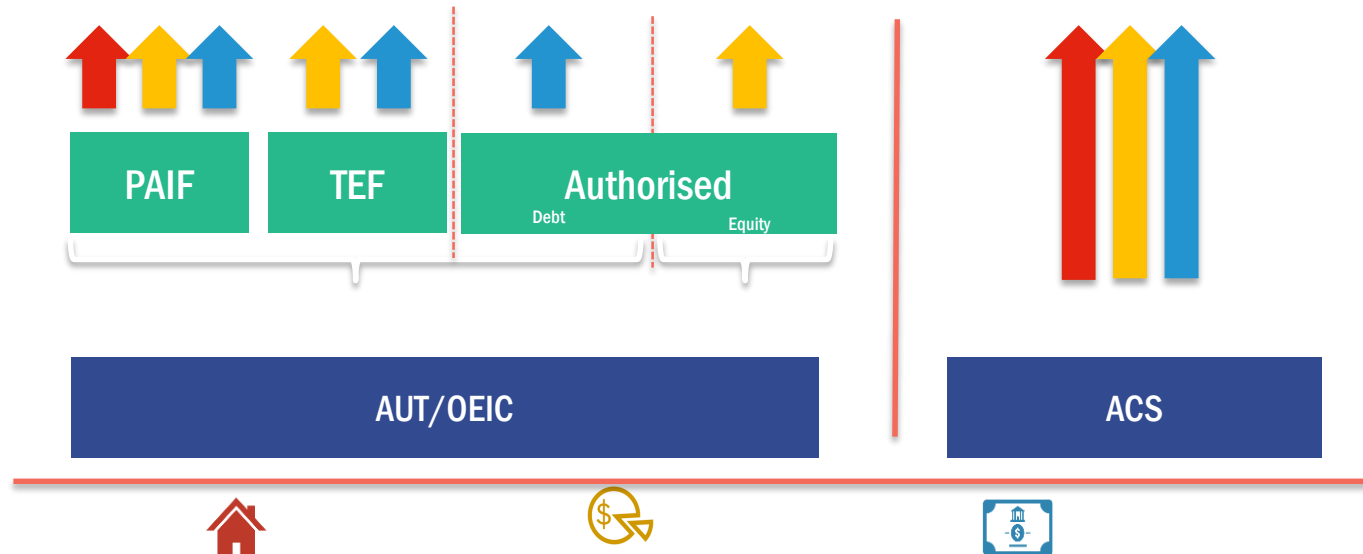 PAIF
TEF
Authorised
Debt
Equity
AUT/OEIC
ACS
$
$